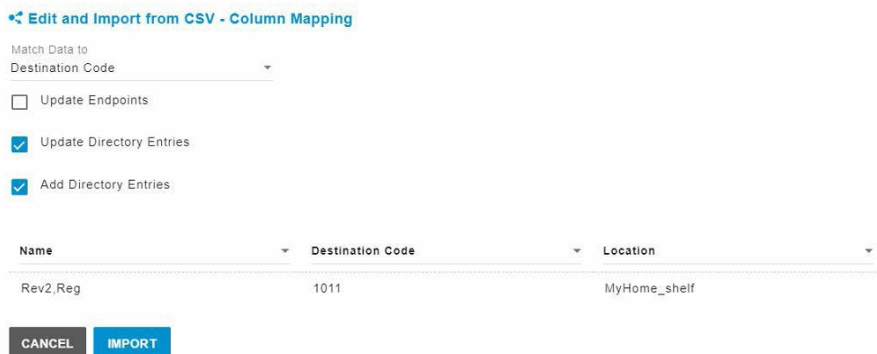 Edit and Import from CSV - Column Mapping
Match Data to
Destination Code
Update Endpoints
Update Directory Entries
Add Directory Entries
Name Destination Code Location
Rev2,Reg 1011 MyHome_shelf
CANCEL IMPORT